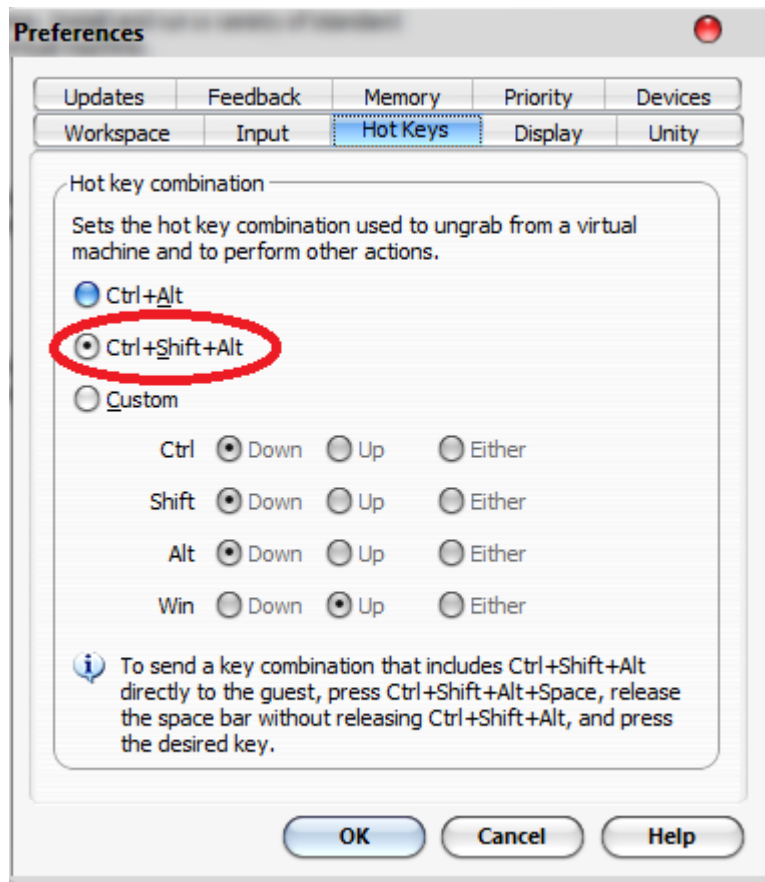 Preferences
Updates Feedback Memory Priority Devices
Workspace Input Hot Keys Display Unity
Hot key combination
Sets the hot key combination used to ungrab from a virtual
machine and to perform other actions.
Ctrl+Alt
Ctrl+Shift+Alt
Custom
Ctrl Down Up Either
Shift Down Up Either
Alt Down Up Either
Win Down Up Either
To send a key combination that includes Ctrl+Shift+Alt
directly to the guest, press Ctrl+Shift+Alt+Space, release
the space bar without releasing Ctrl+Shift+Alt, and press
the desired key.
OK Cancel Help